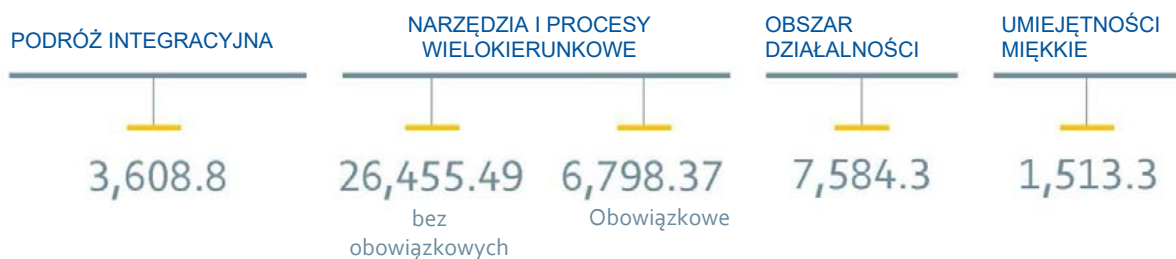 PODRÓŻ INTEGRACYJNA
NARZĘDZIA I PROCESY
WIELOKIERUNKOWE
OBSZAR
DZIAŁALNOŚCI
UMIEJĘTNOŚCI
MIĘKKIE
3,608.8
26,455.49
bez
obowiązkowych
6,798.37
Obowiązkowe
7,584.3
1,513.3